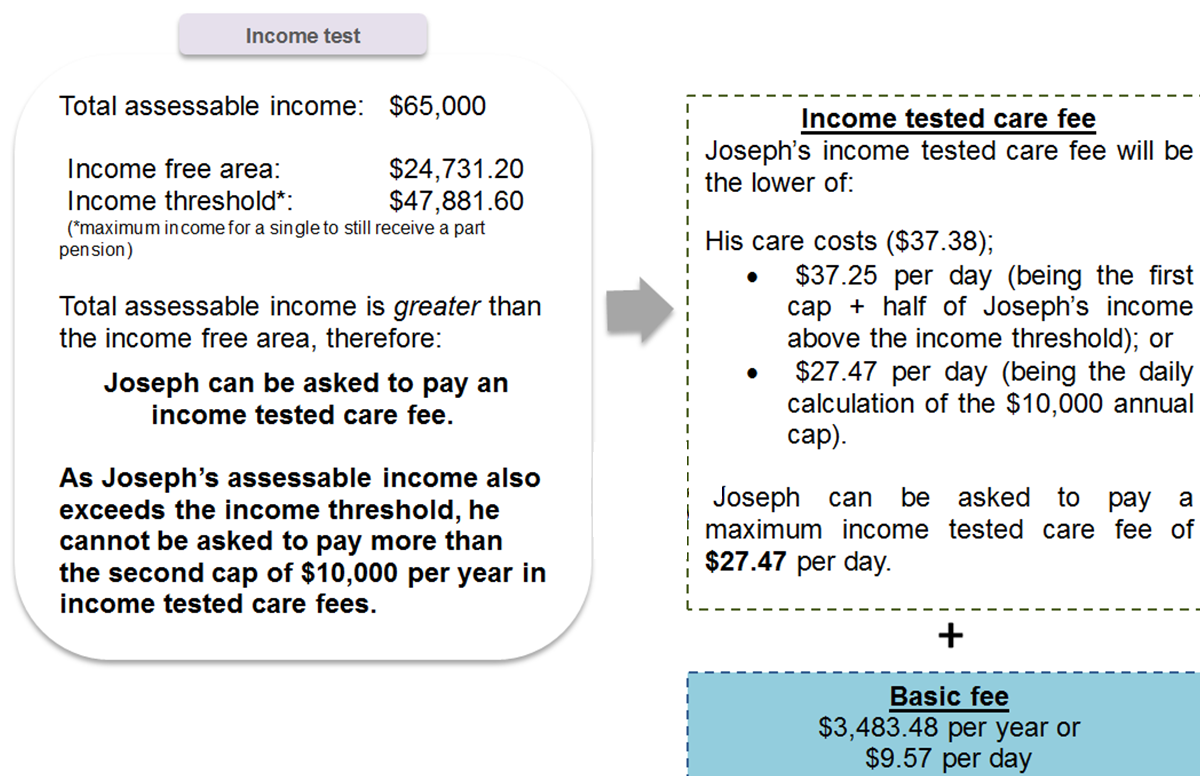 Income test
Total assessable income: $65,000
Income free area: $24,731.20
Income threshold*: $47,881.60
(*maximum income for a single to still receive a part
pension)
Total assessable income is greater than
the income free area, therefore:
Joseph can be asked to pay an
income tested care fee.
As Joseph's assessable income also
exceeds the income threshold, he
cannot be asked to pay more than
the second cap of $10,000 per year in
income tested care fees.
Income tested care fee
Joseph's income tested care fee will be
the lower of:
His care costs ($37.38);
• $37.25 per day (being the first
cap + half of Joseph's income
above the income threshold); or
• $27.47 per day (being the daily
calculation of the $10,000 annual
cap).
Joseph can be asked to pay a
maximum income tested care fee of
$27.47 per day.
+
Basic fee
$3,483.48 per year or
$9.57 per day